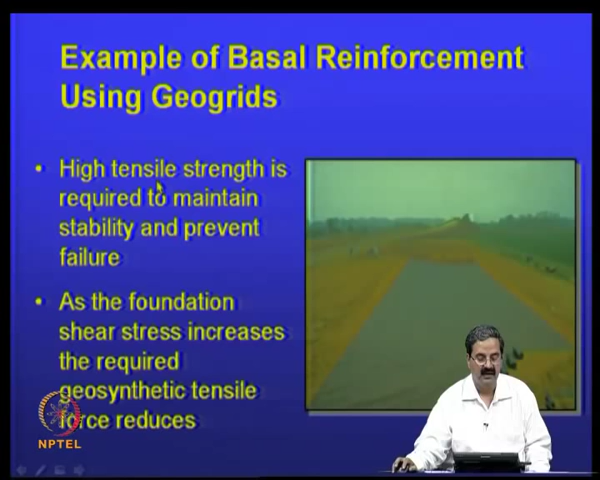 Example of Basal Reinforcement
Using Geogrids
• High tensile strength is
required to maintain
stability and prevent
failure
• As the foundation
shear stress increases
the required
geosynthetic tensile
force reduces
NPTEL